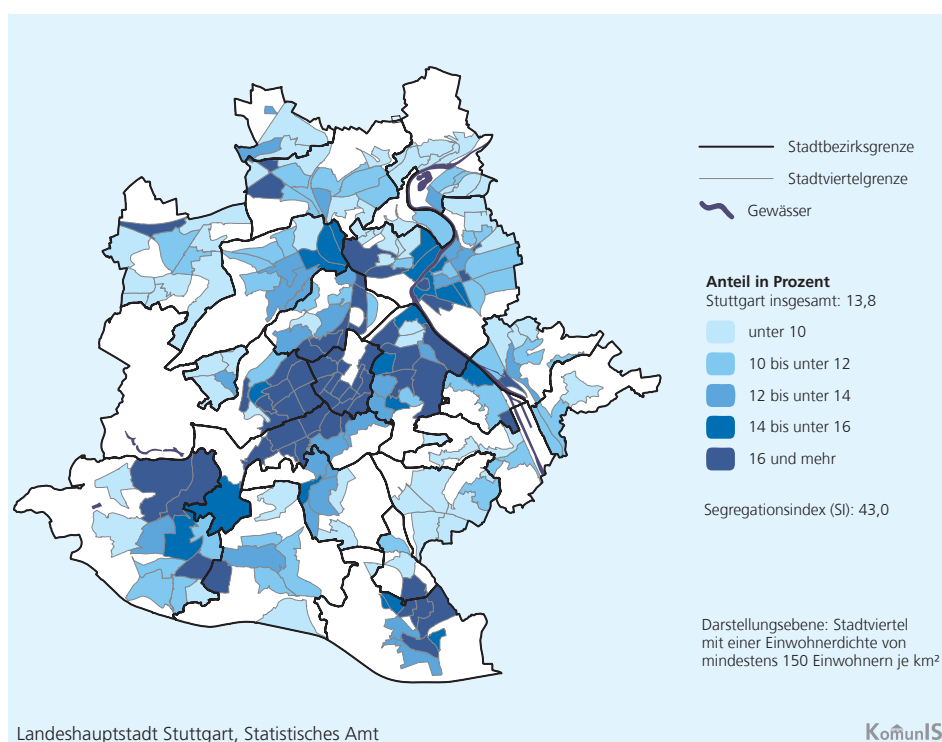 Stadtbezirksgrenze
Stadtviertelgrenze
Gewässer
Anteil in Prozent
Stuttgart insgesamt: 13,8
unter 10
10 bis unter 12
12 bis unter 14
14 bis unter 16
16 und mehr
Segregationsindex (SI): 43,0
Darstellungsebene: Stadtviertel
mit einer Einwohnerdichte von
mindestens 150 Einwohnern je km²
Landeshauptstadt Stuttgart, Statistisches Amt
KomunIS